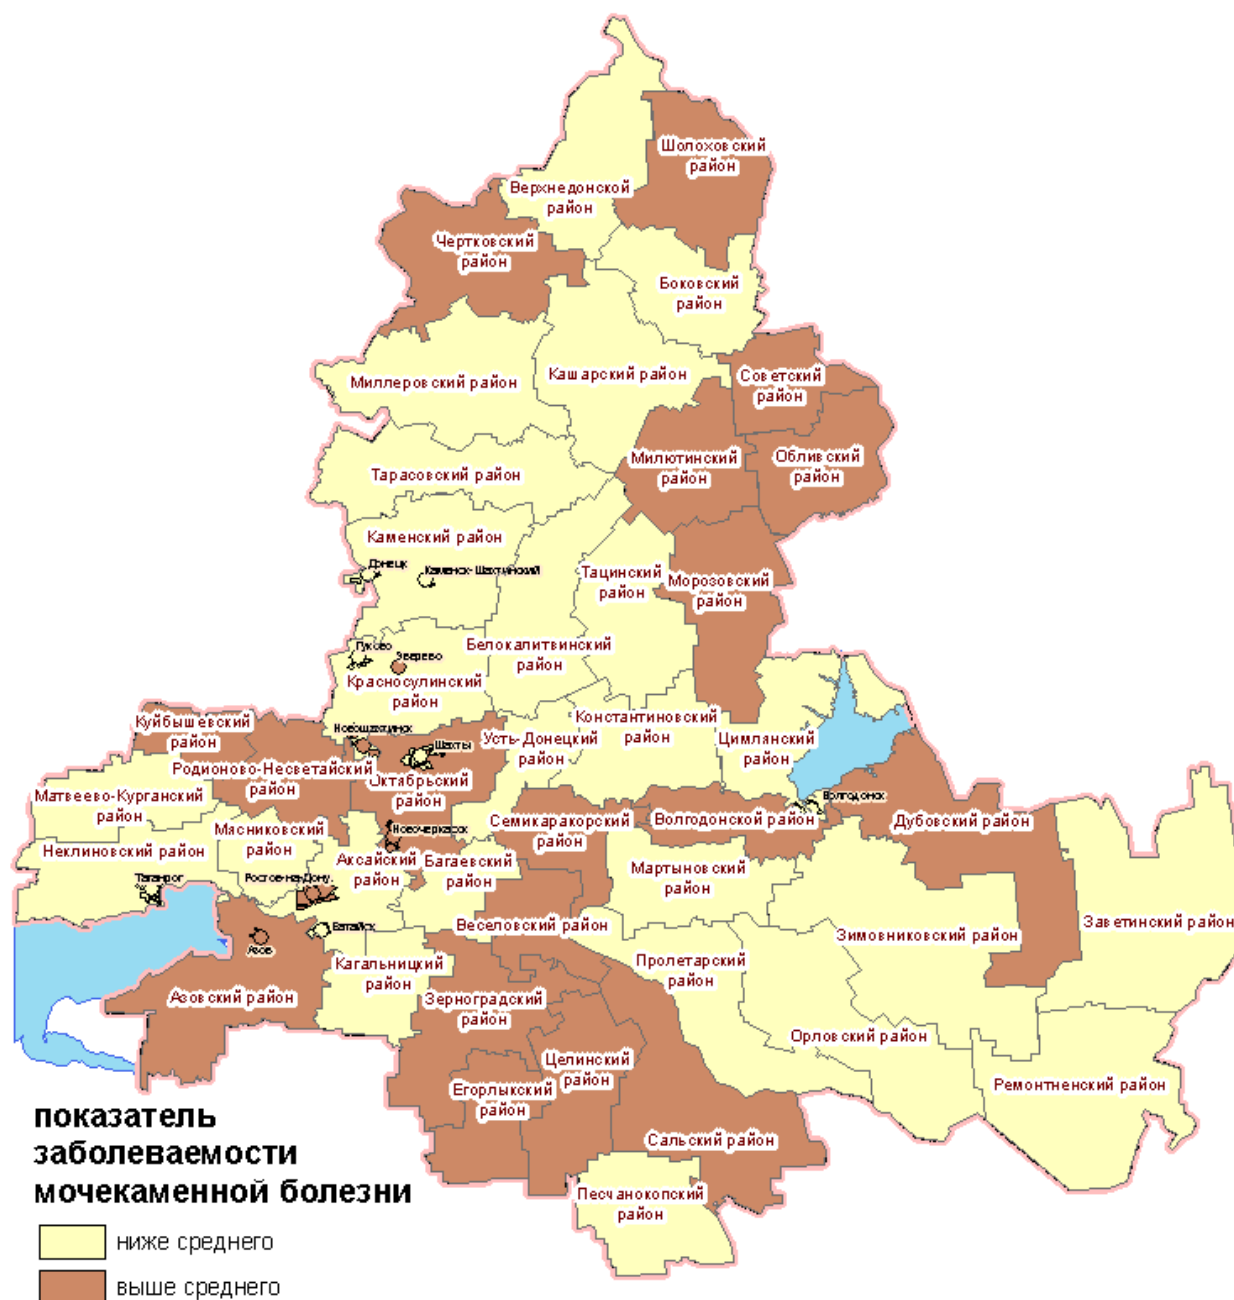 Шолоховский
район
Верхнедонской
район
Чертковский
район
Боковский
район
Миллеровский район
Кашарский район
Советский
район
Милютинский
район
Обливский
район
Тарасовский район
Каменский район
Донецк
Каменск-Шахтинский
Тацинский
район
Морозовский
район
Гуково
Зверево
Белокалитвинский
район
Красносулинский
район
Куйбышевский
район
Новошахтинск
Шахты
Усть-Донецкий
район
Константиновский
район
Цимлянский
район
Родионово-Несветайский
район
Октябрьский
район
Матвеево-Курганский
район
Волгодонск
Мясниковский
район
Новочеркасск
Семикаракорский
район
Волгодонской
район
Дубовский район
Неклиновский район
Аксайский
район
Багаевский
район
Мартыновский
район
Таганрог
Ростов-на-Дону.
Батайск
Веселовский район
Заветинский район
Зимовниковский район
Азов
Кагальницкий
район
Пролетарский
район
Азовский район
Зерноградский
район
Орловский район
Целинский
район
Егорлыкский
район
Ремонтненский район
Сальский район
Песчанокопский
район
показатель
заболеваемости
мочекаменной болезни
ниже среднего
выше среднего